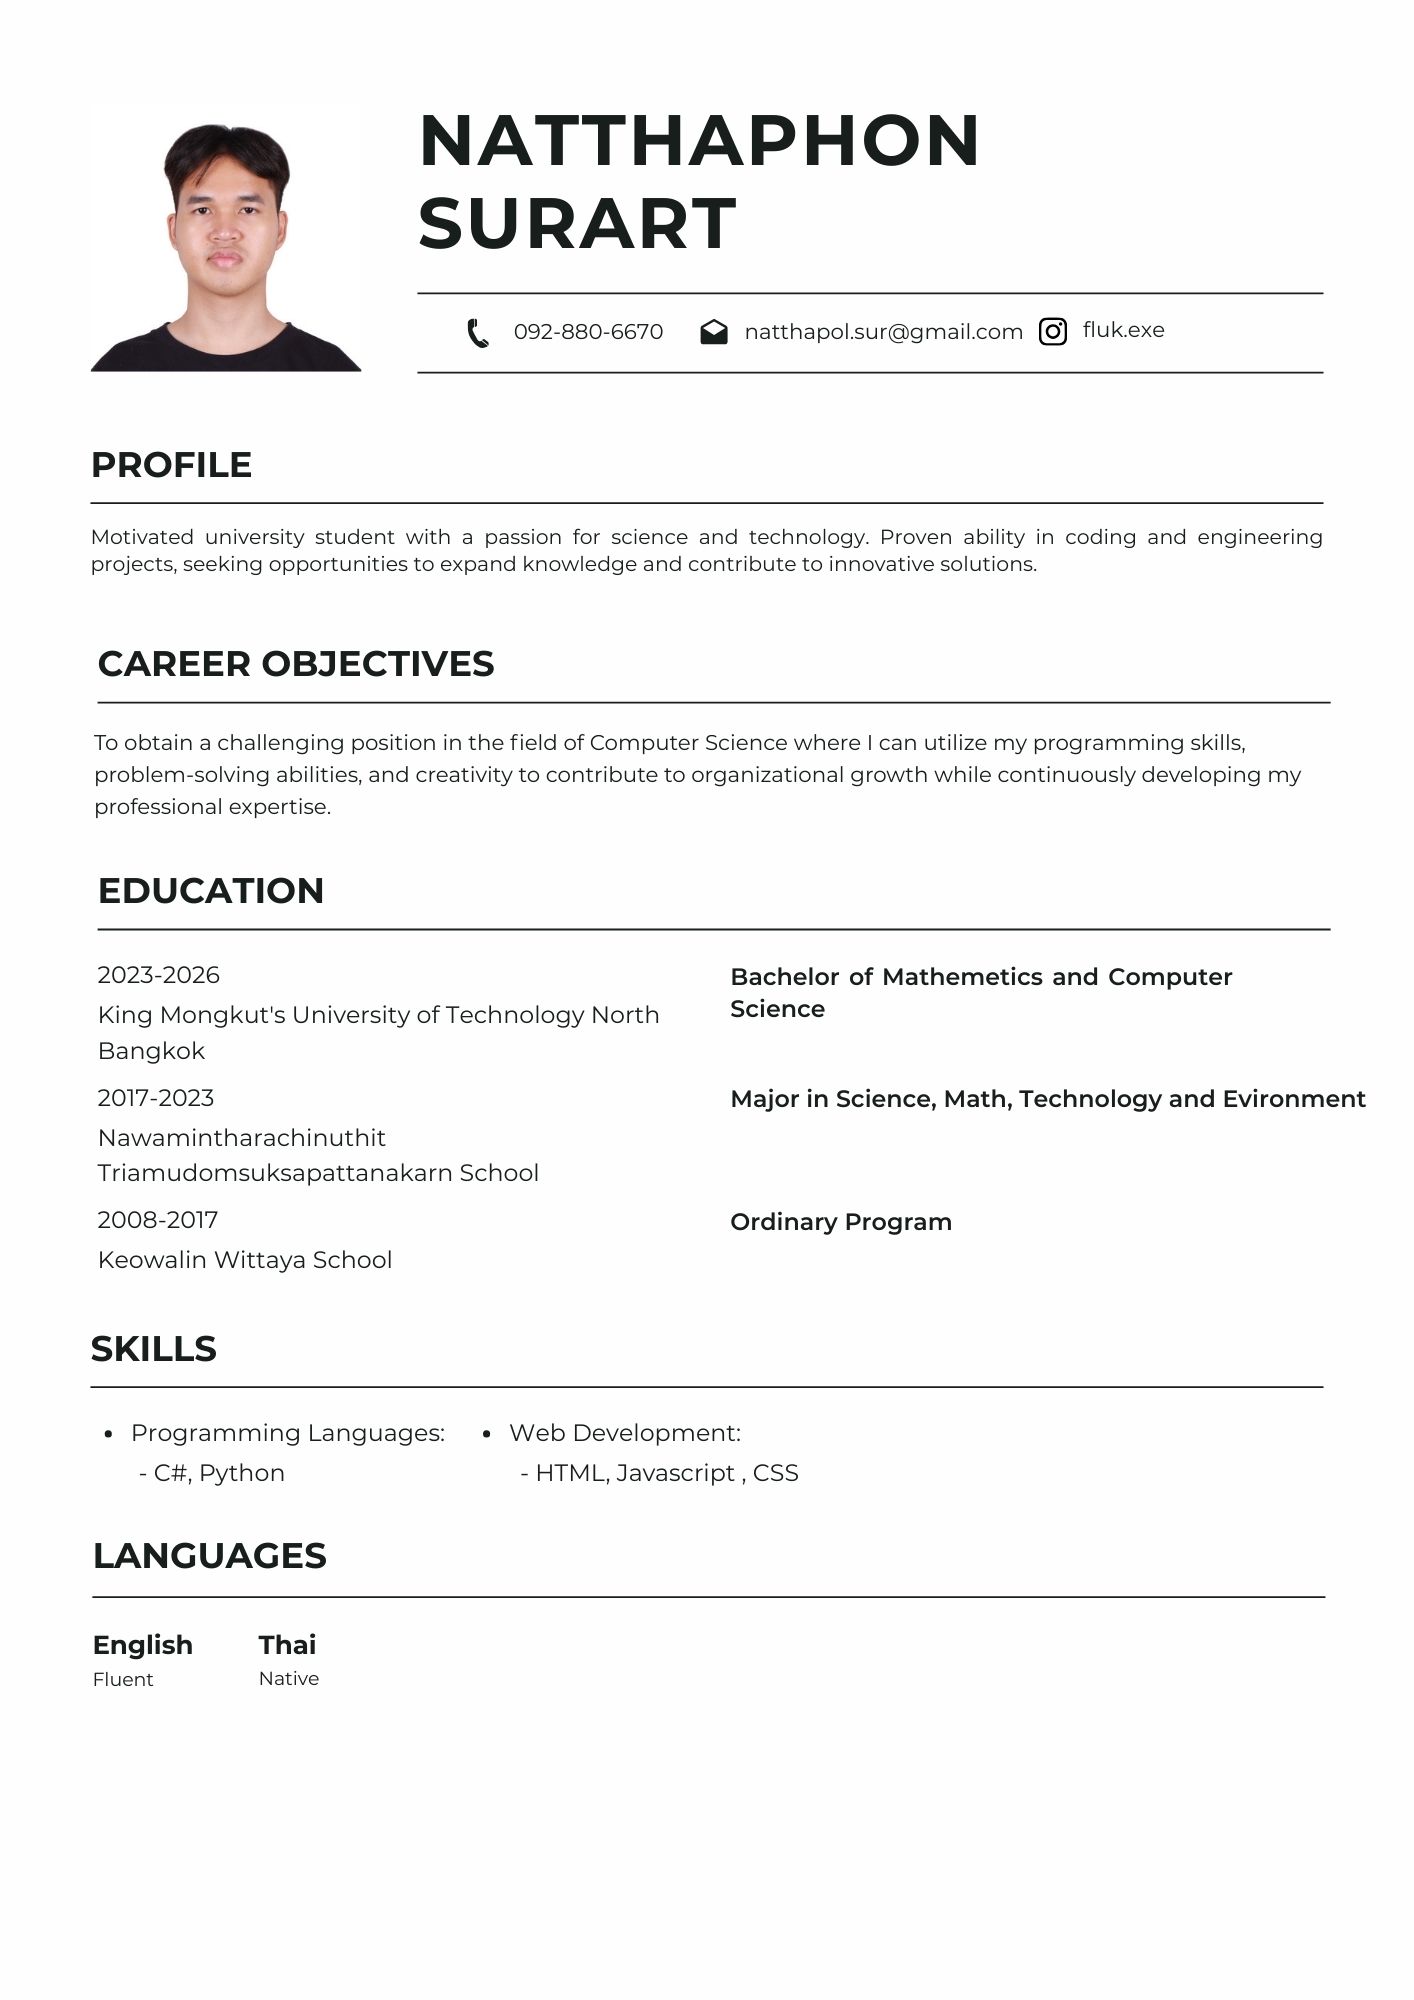 NATTHAPHON
SURART
092-880-6670 natthapol.sur@gmail.com fluk.exe
PROFILE
Motivated university student with a passion for science and technology. Proven ability in coding and engineering
projects, seeking opportunities to expand knowledge and contribute to innovative solutions.
CAREER OBJECTIVES
To obtain a challenging position in the field of Computer Science where I can utilize my programming skills,
problem-solving abilities, and creativity to contribute to organizational growth while continuously developing my
professional expertise.
EDUCATION
2023-2026
King Mongkut's University of Technology North
Bangkok
Bachelor of Mathemetics and Computer
Science
2017-2023
Nawamintharachinuthit
Triamudomsuksapattanakarn School
Major in Science, Math, Technology and Evironment
2008-2017
Keowalin Wittaya School
Ordinary Program
SKILLS
• Programming Languages:
- C#, Python
• Web Development:
- HTML, Javascript , CSS
LANGUAGES
English
Fluent
Thai
Native